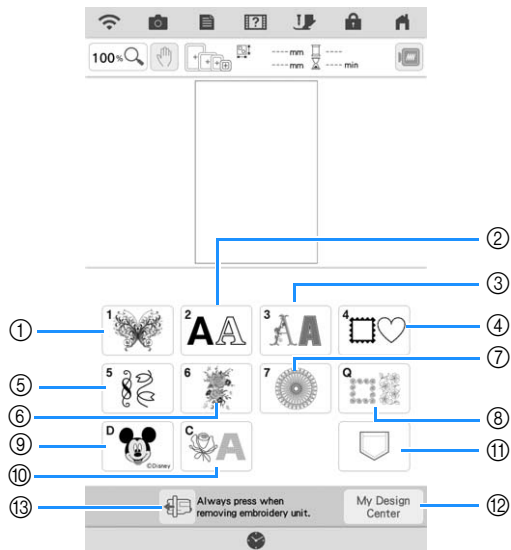 100 %
---- mm ----
---- mm ---- min
②
③
1 2 A A 3 A A 4
① ④
⑦
5 6 7 Q
⑤
⑥ ⑧
D C A
⑨ ©Disney ⑪
⑩
Always press when
removing embroidery unit.
My Design
Center
⑬ ⑫